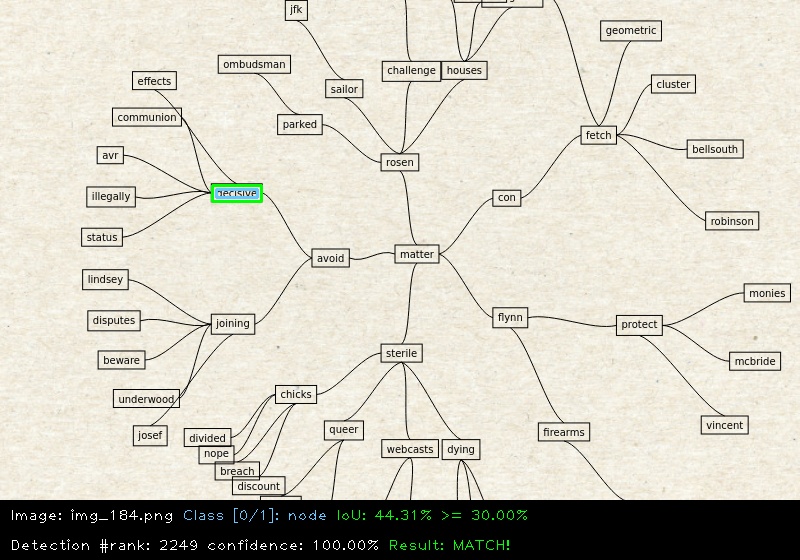 jfk
ombudsman
sailor
parked
challenge
houses
rosen
geometric
cluster
fetch
bellsouth
robinson
con
effects
communion
avr
illegally
decisive
status
avoid
matter
lindsey
disputes
joining
beware
underwood
josef
flynn
protect
monies
mcbride
vincent
firearms
sterile
chicks
queer
webcasts
dying
divided
nope
breach
discount
Image: img_184.png Class [0/1]: node IoU: 44.31% >= 30.00%
Detection #rank: 2249 confidence: 100.00% Result: MATCH!